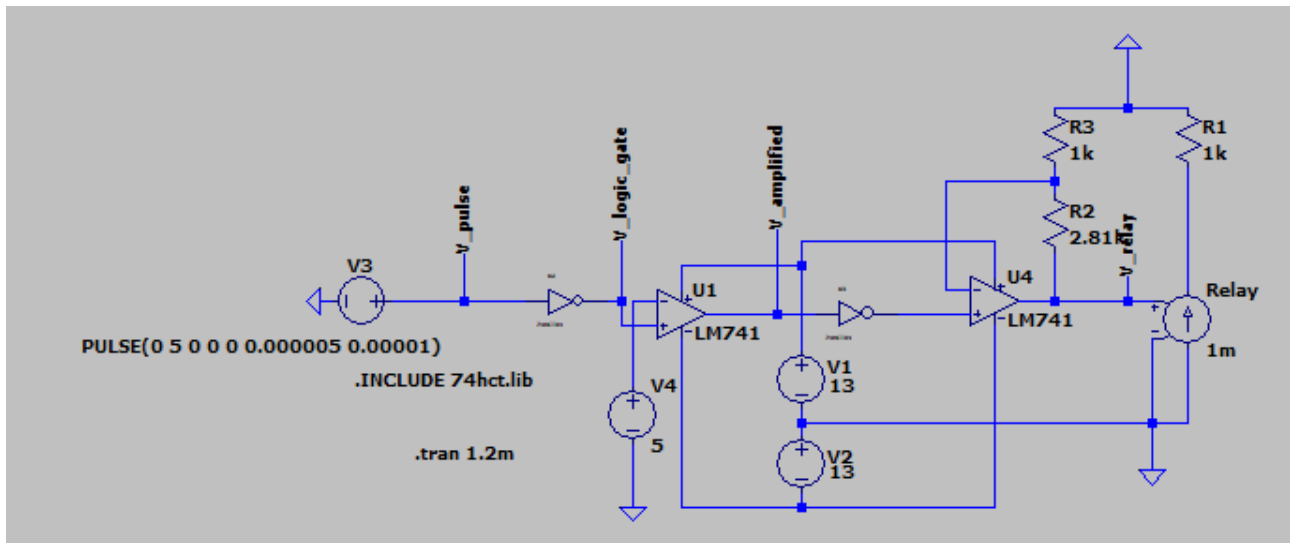 V_pulse
V_logic_gate
V_amplified
V_relay
V3
PULSE(0 5 0 0 0 0.000005 0.00001)
.INCLUDE 74hct.lib
.tran 1.2m
U1
LM741
V4
5
V1
13
V2
13
U4
LM741
R3
1k
R2
2.81k
R1
1k
Relay
1m